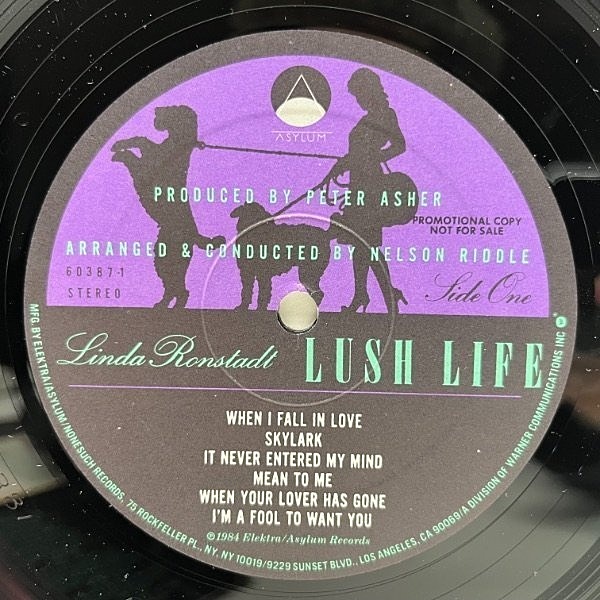 ASYLUM
PRODUCED BY PETER ASHER
PROMOTIONAL COPY
NOT FOR SALE
ARRANGED & CONDUCTED BY NELSON RIDDLE
60387-1
STEREO
Side One
Linda Ronstadt
LUSH LIFE
WHEN I FALL IN LOVE
SKYLARK
IT NEVER ENTERED MY MIND
MEAN TO ME
WHEN YOUR LOVER HAS GONE
I'M A FOOL TO WANT YOU
©1984 Elektra/Asylum Records
MFG. BY ELEKTRA/ASYLUM/NONESUCH RECORDS, 75 ROCKFELLER PL., NY, NY 10019/9229 SUNSET BLVD., LOS ANGELES, CA 90069/A DIVISION OF WARNER COMMUNICATIONS INC